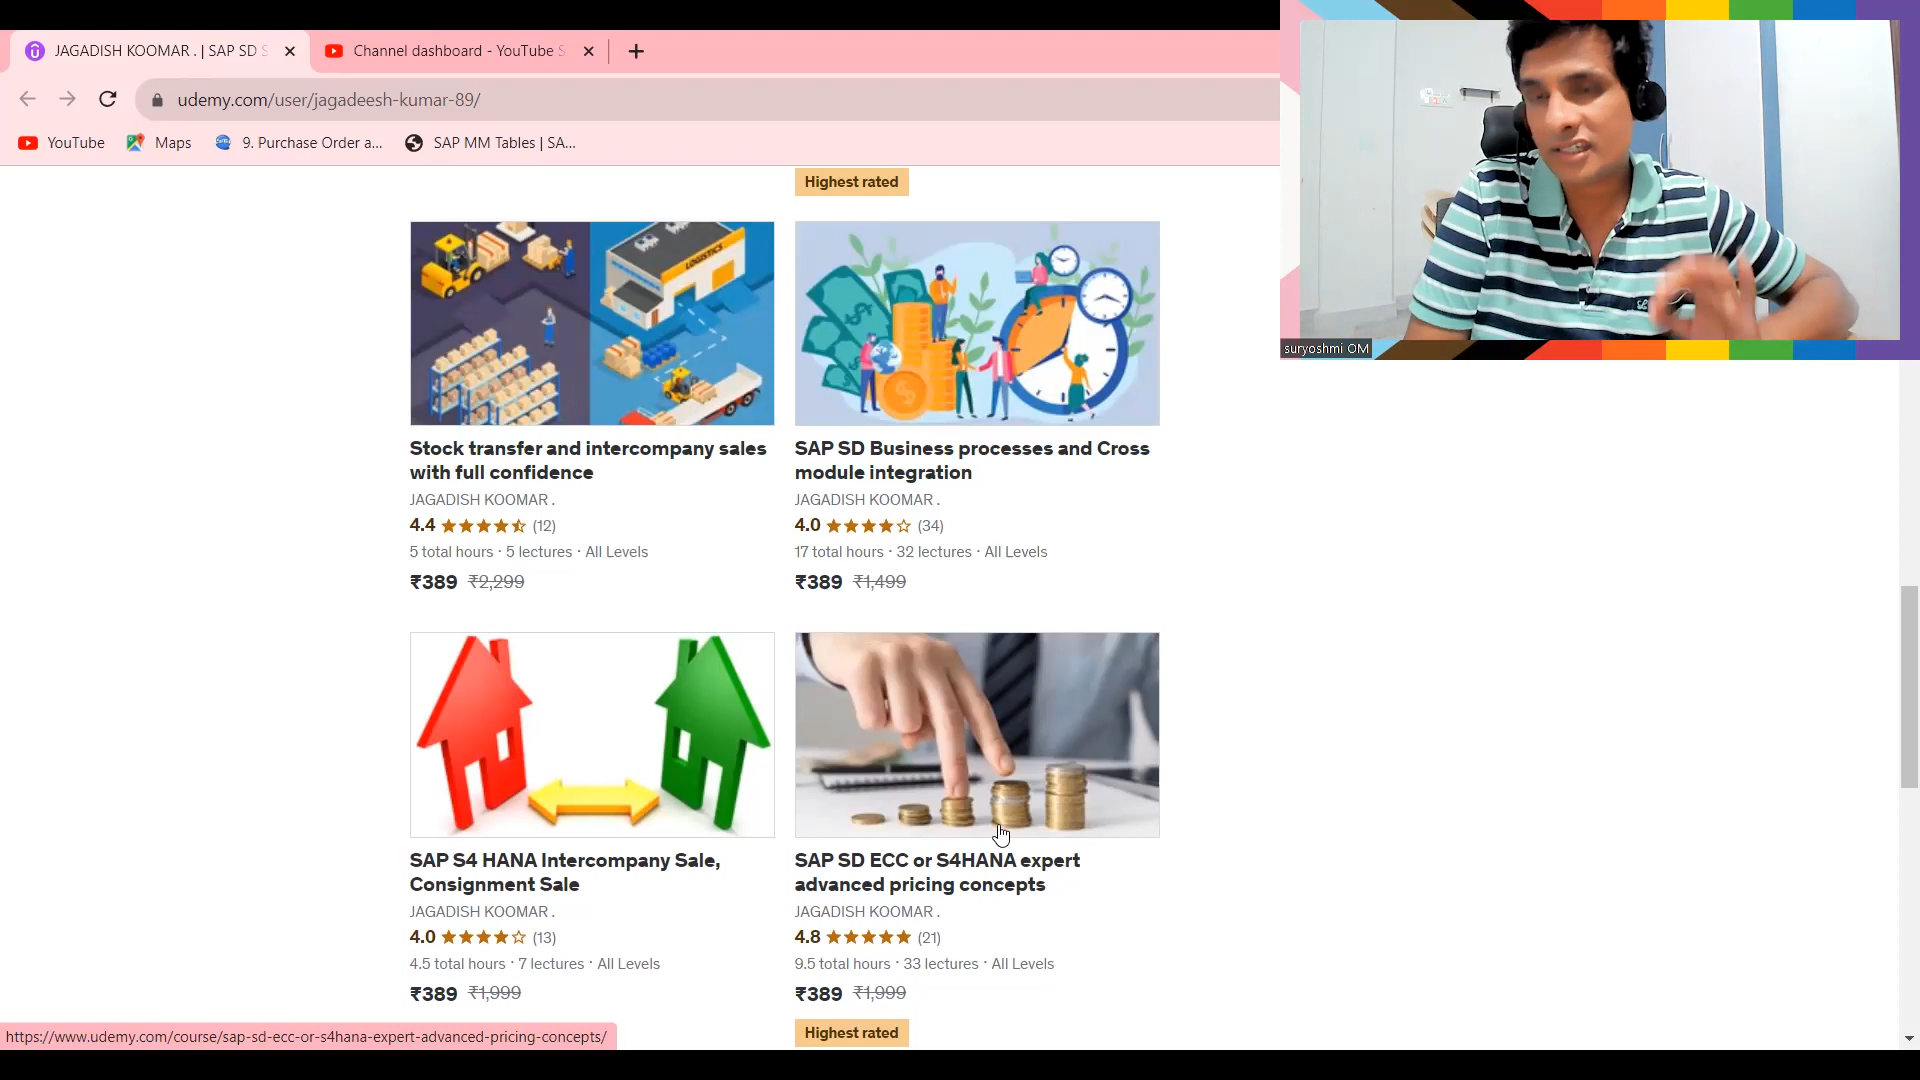 JAGADISH KOOMAR . | SAP SD S
Channel dashboard - YouTube S
udemy.com/user/jagadeesh-kumar-89/
YouTube
Maps
9. Purchase Order a...
SAP MM Tables | SA...
suryoshmi OM
Highest rated
LOGISTICS
Stock transfer and intercompany sales
with full confidence
JAGADISH KOOMAR .
4.4 (12)
5 total hours · 5 lectures · All Levels
₹389 ₹2,299
SAP SD Business processes and Cross
module integration
JAGADISH KOOMAR .
4.0 (34)
17 total hours · 32 lectures · All Levels
₹389 ₹1,499
SAP S4 HANA Intercompany Sale,
Consignment Sale
JAGADISH KOOMAR .
4.0 (13)
4.5 total hours · 7 lectures · All Levels
₹389 ₹1,999
SAP SD ECC or S4HANA expert
advanced pricing concepts
JAGADISH KOOMAR .
4.8 (21)
9.5 total hours · 33 lectures · All Levels
₹389 ₹1,999
Highest rated
https://www.udemy.com/course/sap-sd-ecc-or-s4hana-expert-advanced-pricing-concepts/